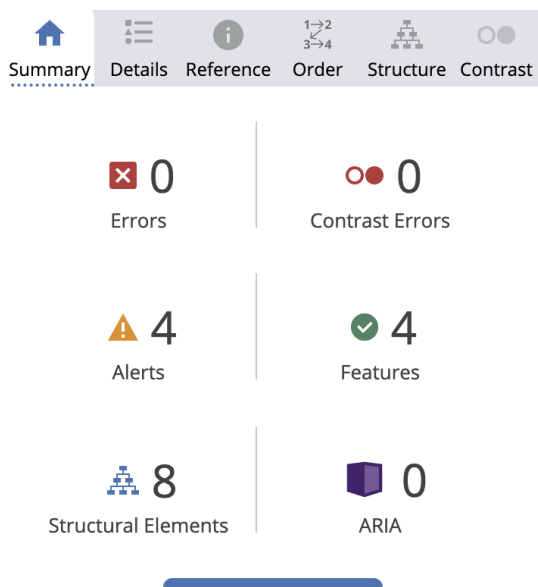 1→2
3→4
Summary Details Reference Order Structure Contrast
0
Errors
0
Contrast Errors
4
Alerts
4
Features
8
Structural Elements
0
ARIA